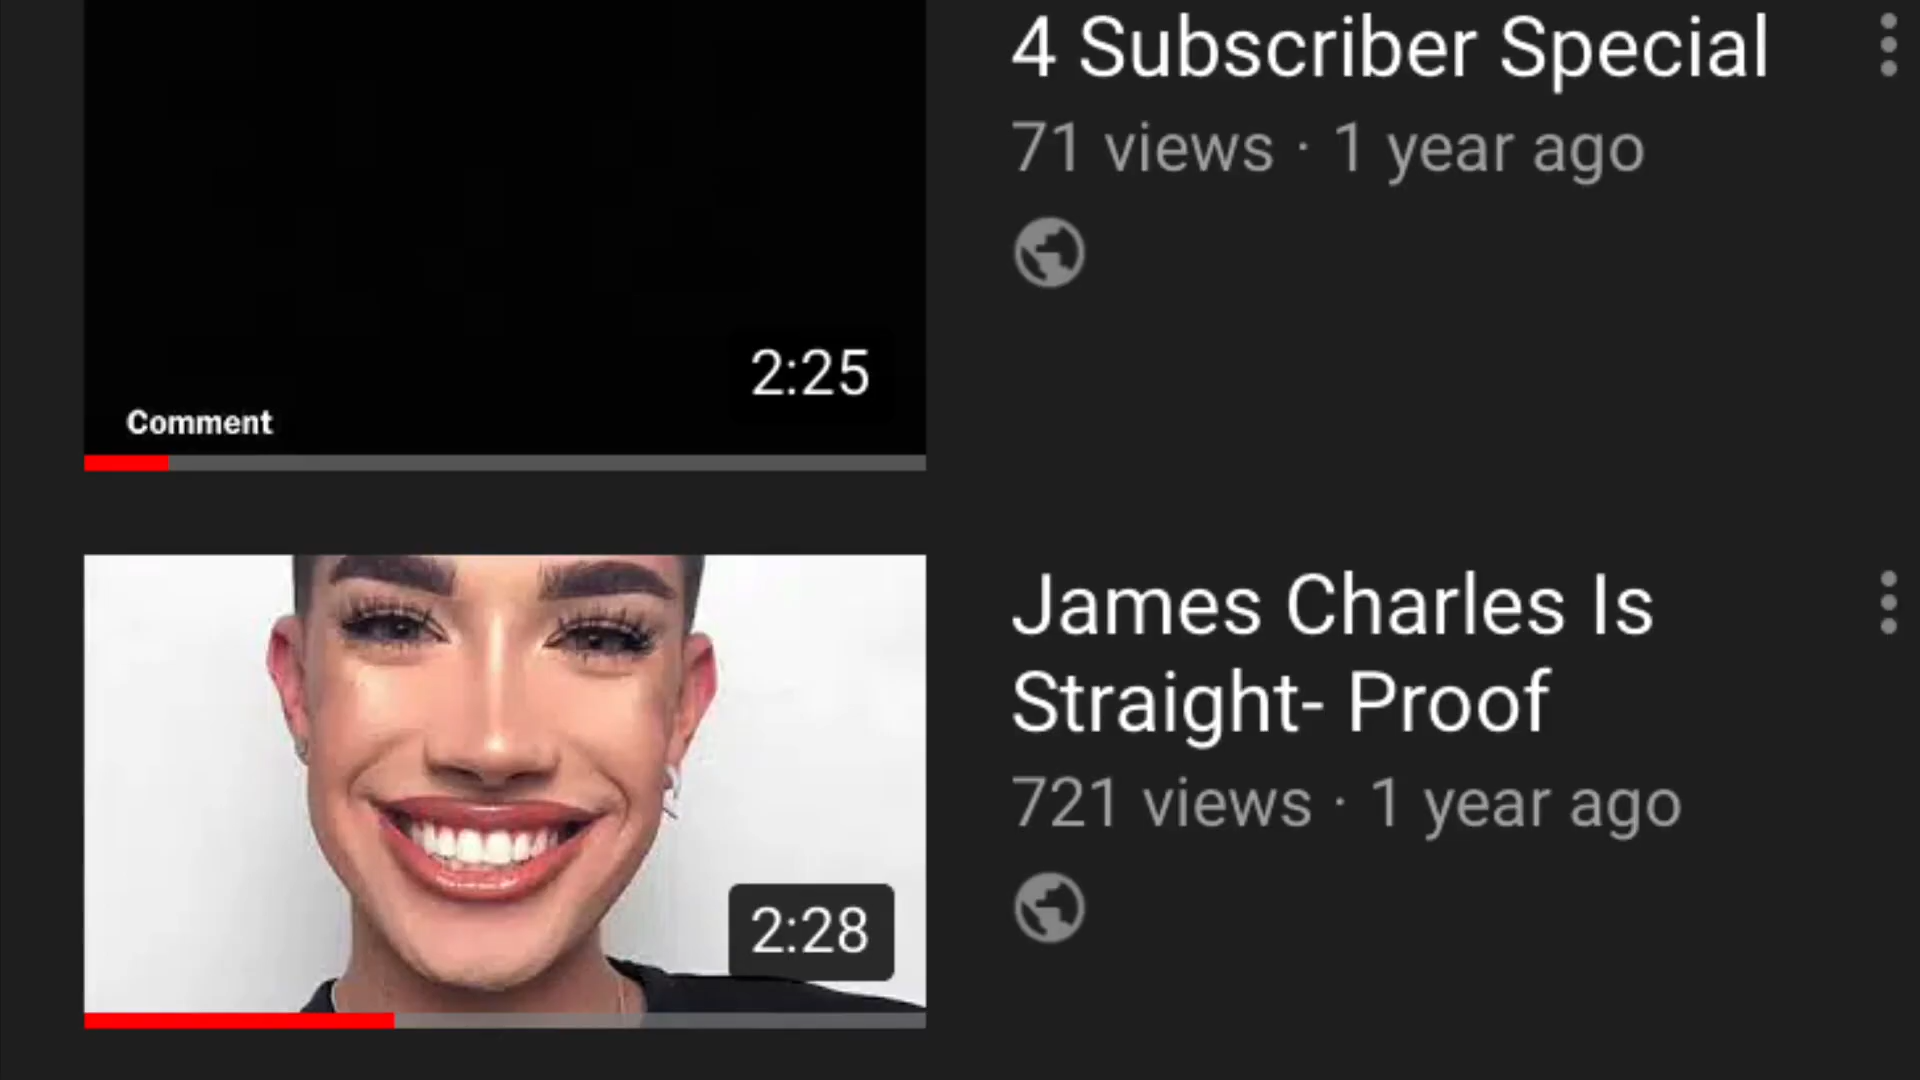 4 Subscriber Special
71 views · 1 year ago
2:25
Comment
James Charles Is
Straight- Proof
721 views · 1 year ago
2:28